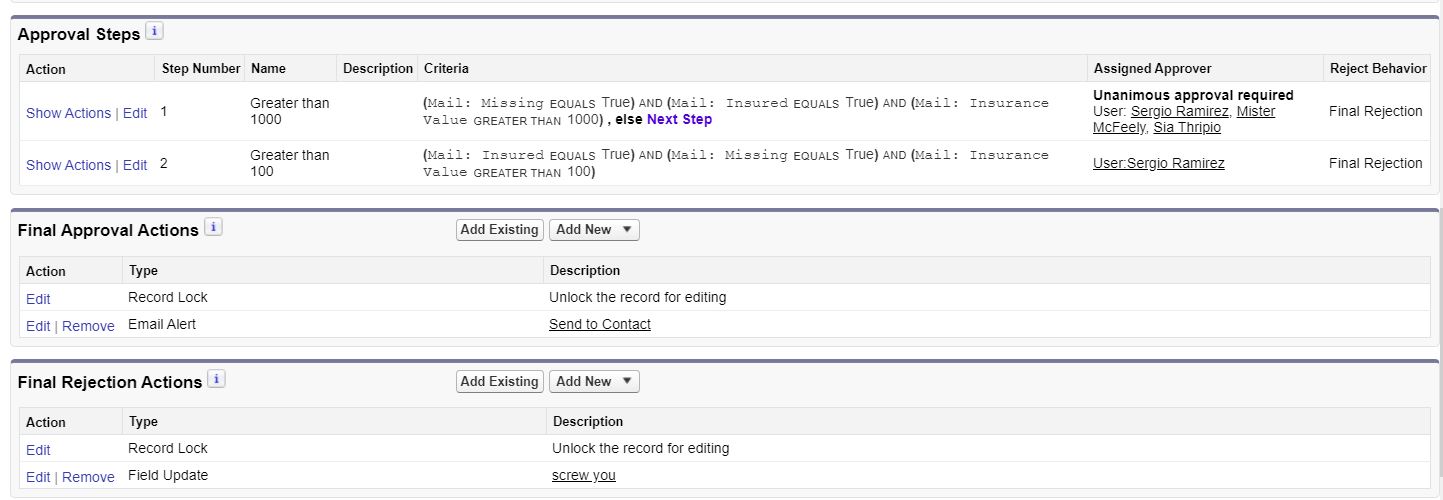 Approval Steps i
Action Step Number Name Description Criteria Assigned Approver Reject Behavior
Show Actions | Edit 1 Greater than 1000 (Mail: Missing EQUALS True) AND (Mail: Insured EQUALS True) AND (Mail: Insurance Value GREATER THAN 1000) , else Next Step Unanimous approval required User: Sergio Ramirez, Mister McFeely, Sia Thripio Final Rejection
Show Actions | Edit 2 Greater than 100 (Mail: Insured EQUALS True) AND (Mail: Missing EQUALS True) AND (Mail: Insurance Value GREATER THAN 100) User:Sergio Ramirez Final Rejection
Final Approval Actions i Add Existing Add New
Action Type Description
Edit Record Lock Unlock the record for editing
Edit | Remove Email Alert Send to Contact
Final Rejection Actions i Add Existing Add New
Action Type Description
Edit Record Lock Unlock the record for editing
Edit | Remove Field Update screw you